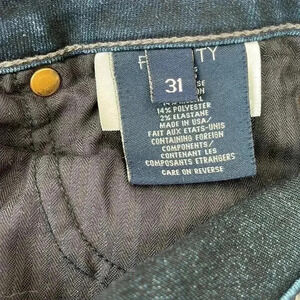 31
14% POLYESTER
2% ELASTANE
MADE IN USA/
FAIT AUX ETATS-UNIS
CONTAINING FOREIGN
COMPONENTS/
CONTENANT LES
COMPOSANTS ETRANGERS
CARE ON REVERSE